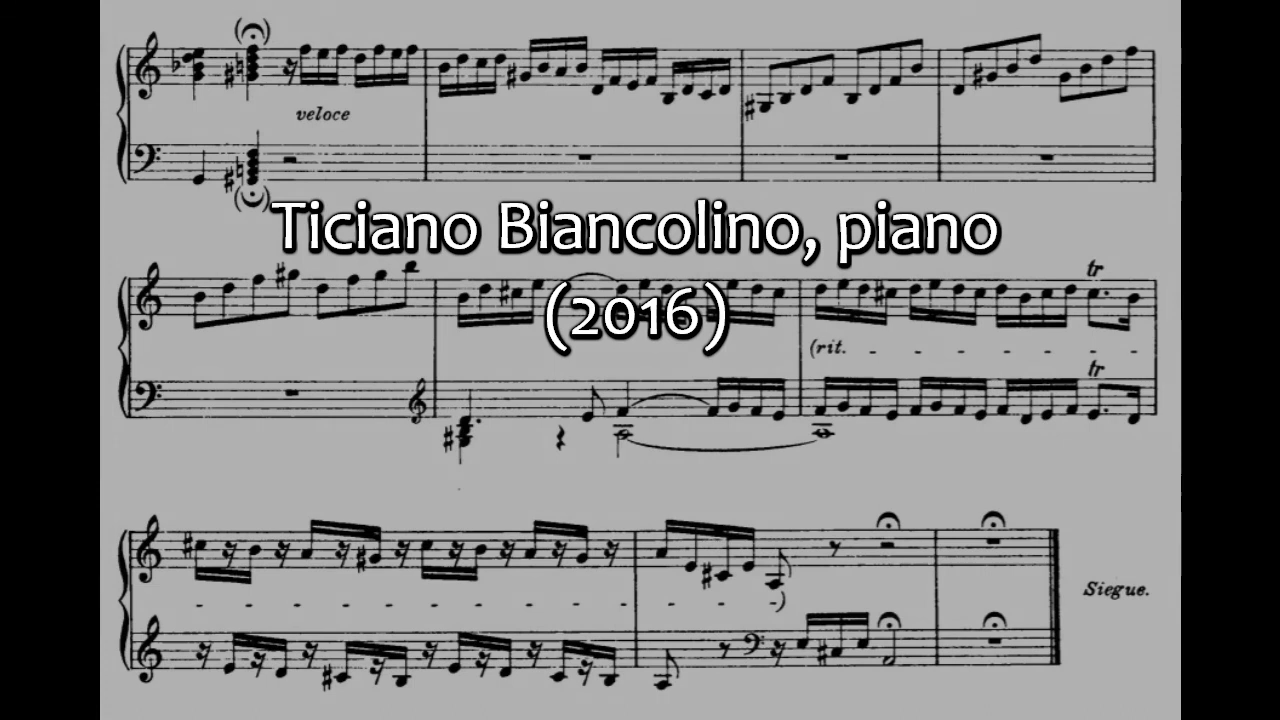 veloce
Ticiano Biancolino, piano
(2016)
tr
(rit.
tr
)
Siegue.